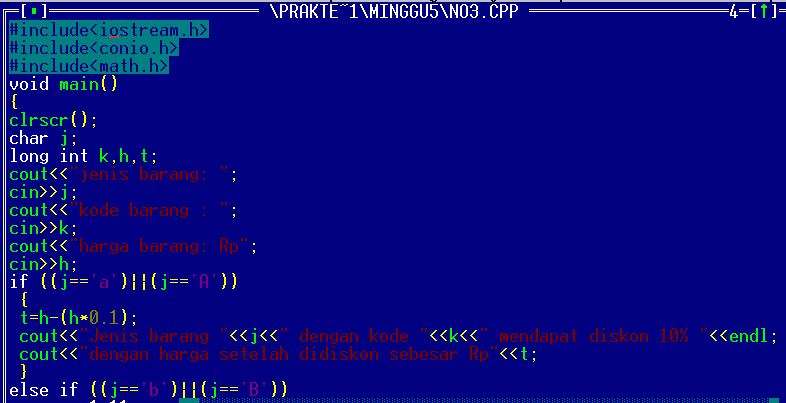 [▪] \PRAKTE~1\MINGGU5\NO3.CPP 4=[↑]
#include<iostream.h>
#include<conio.h>
#include<math.h>
void main()
{
clrscr();
char j;
long int k,h,t;
cout<<"jenis barang: ";
cin>>j;
cout<<"kode barang : ";
cin>>k;
cout<<"harga barang: Rp";
cin>>h;
if ((j=='a')||(j=='A'))
{
t=h-(h*0.1);
cout<<"Jenis barang "<<j<<" dengan kode "<<k<<" mendapat diskon 10% "<<endl;
cout<<"dengan harga setelah didiskon sebesar Rp"<<t;
}
else if ((j=='b')||(j=='B'))